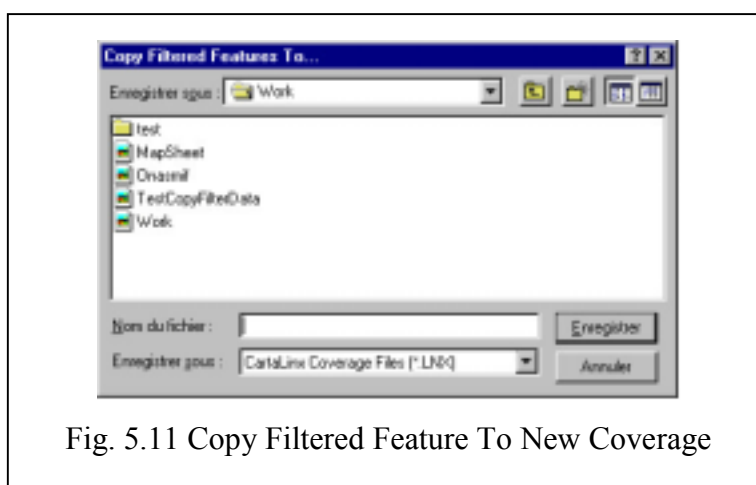 Copy Filtered Features To...
Enregistrer sous : Work
test
MapSheet
Onasmif
TestCopyFilterData
Work
Nom du fichier :
Enregistrer
Enregistrer sous : CartaLinx Coverage Files (*.LNX)
Annuler
Fig. 5.11 Copy Filtered Feature To New Coverage